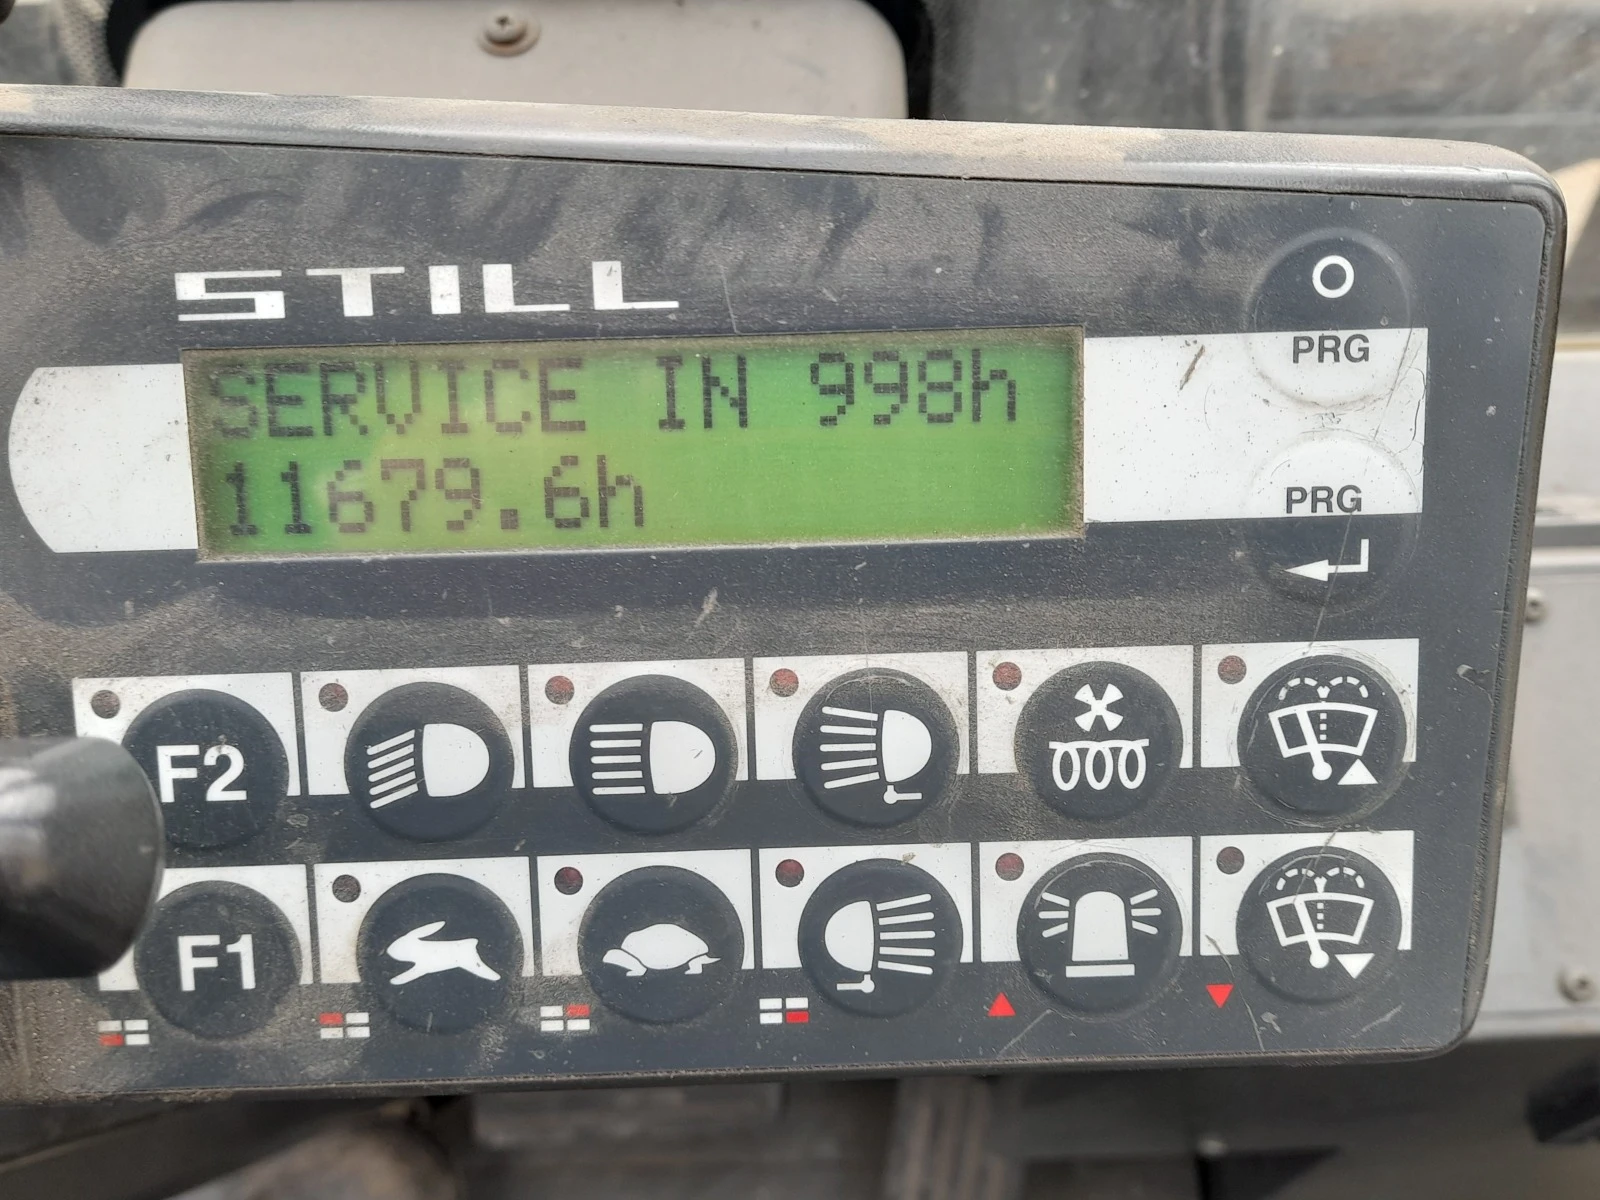 STILL
SERVICE IN 998h
11679.6h
PRG
PRG
F2
F1